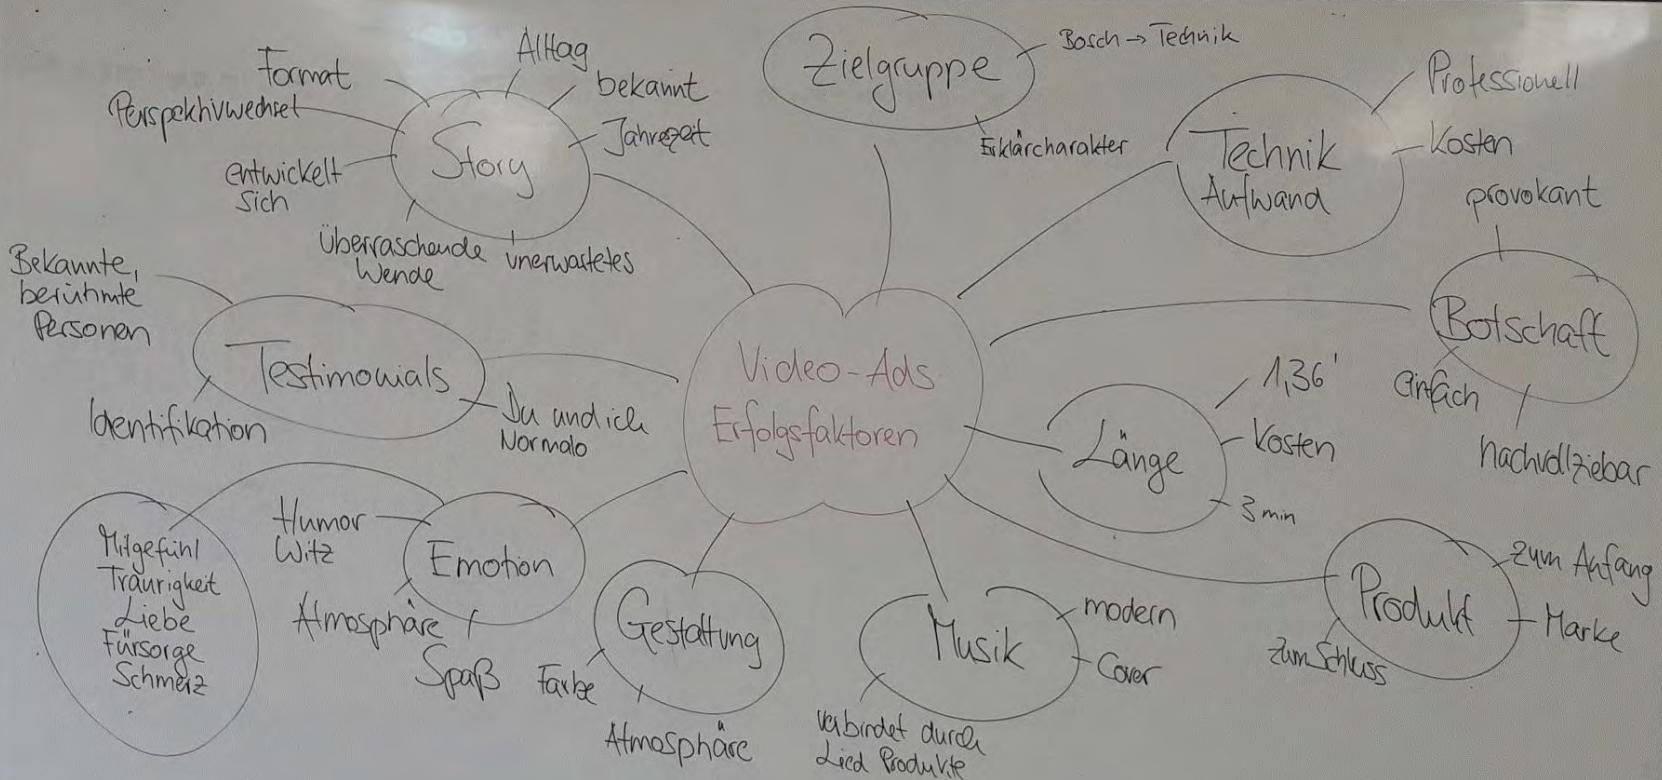 Video-Ads
Erfolgsfaktoren
Zielgruppe
Bosch → Technik
Erklärcharakter
Technik
Aufwand
Professionell
Kosten
Botschaft
provokant
einfach
nachvollziebar
Länge
1,36'
Kosten
3 min
Produkt
zum Anfang
Marke
zum Schluss
Musik
modern
Cover
verbindet durch
Lied Produkte
Gestaltung
Farbe
Atmosphäre
Emotion
Humor
Witz
Atmosphäre
Spaß
Mitgefühl
Traurigkeit
Liebe
Fürsorge
Schmerz
Testimonials
Bekannte,
berühmte
Personen
Identifikation
Du und ich
Normalo
Story
Format
Perspektivwechsel
entwickelt
sich
Überraschende
Wende
unerwartetes
Jahreszeit
bekannt
Alltag